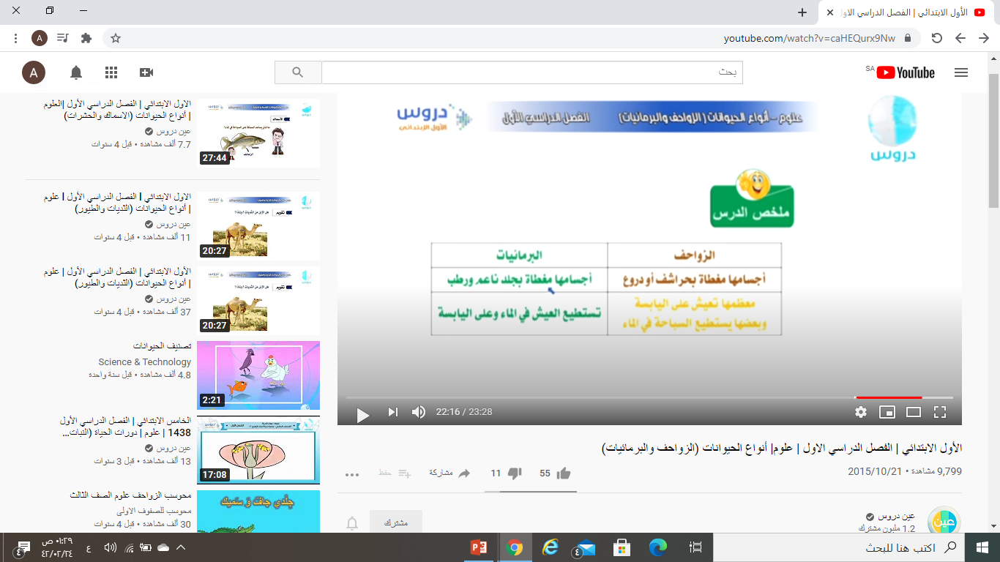 الأول الابتدائي | الفصل الدراسي الاول
youtube.com/watch?v=caHEQurx9Nw
A
YouTube SA
بحث
A
دروس
علوم – أنواع الحيوانات ( الزواحف والبرمائيات) الفصل الدراسي الأول
دروس
الأول الابتدائي
ملخص الدرس
الزواحف البرمائيات
أجسامها مغطاة بحراشف أو دروع أجسامها مغطاة بجلد ناعم ورطب
معظمها تعيش على اليابسة
وبعضها يستطيع السباحة في الماء
تستطيع العيش في الماء وعلى اليابسة
22:16 / 23:28
الأول الابتدائي | الفصل الدراسي الاول | علوم| أنواع الحيوانات (الزواحف والبرمائيات)
9,799 مشاهدة • 2015/10/21
55 11 مشاركة حفظ
عين
عين دروس
1.2 مليون مشترك
مشترك
الاول الابتدائي | الفصل الدراسي الأول |العلوم
| أنواع الحيوانات (الاسماك والحشرات)
عين دروس
7.7 ألف مشاهدة • قبل 4 سنوات
الأسماك
27:44
الاول الابتدائي | الفصل الدراسي الأول | علوم
| أنواع الحيوانات (الثديات والطيور)
عين دروس
11 ألف مشاهدة • قبل 4 سنوات
تقويم
20:27
الأول الابتدائي | الفصل الدراسي الأول | علوم
| أنواع الحيوانات (الثديات والطيور)
عين دروس
37 ألف مشاهدة • قبل 4 سنوات
تقويم
20:27
تصنيف الحيوانات
Science & Technology
4.8 ألف مشاهدة • قبل سنة واحدة
2:21
الخامس الابتدائي | الفصل الدراسي الأول
1438 | علوم | دورات الحياة (النبات...
عين دروس
13 ألف مشاهدة • قبل 3 سنوات
17:08
محوسب الزواحف علوم الصف الثالث
محوسب للصفوف الاولى
30 ألف مشاهدة • قبل 4 سنوات
جلدي جاف و سميك
اكتب هنا للبحث
٤
ع
٠١:٢٩ ص
٤٢/٠٢/٢٤
٤